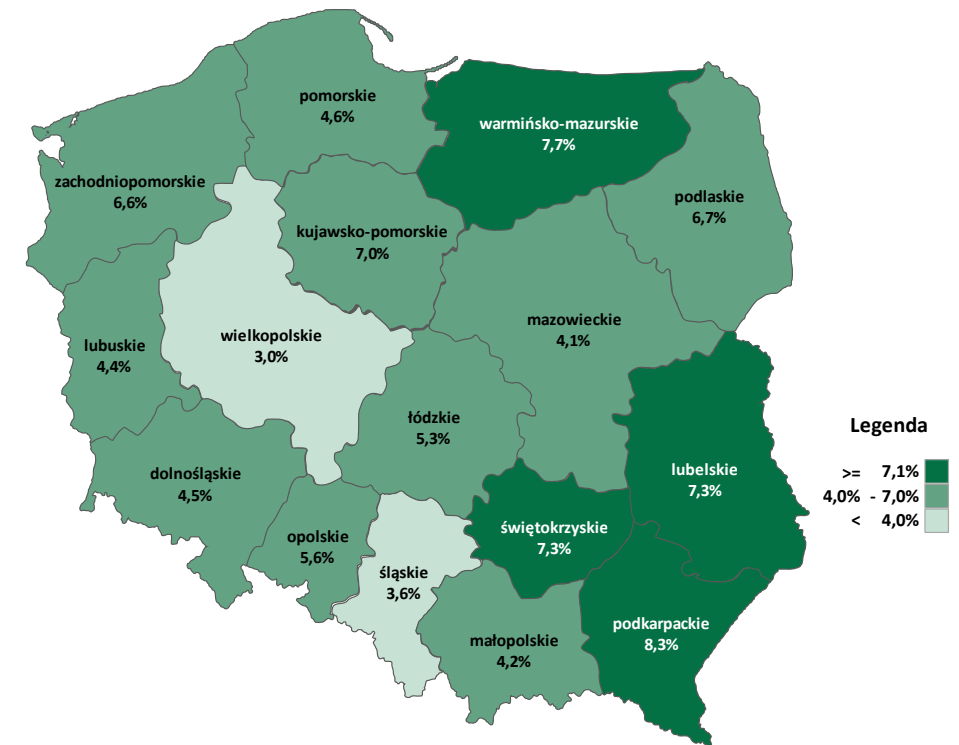 pomorskie
4,6%
warmińsko-mazurskie
7,7%
zachodniopomorskie
6,6%
podlaskie
6,7%
kujawsko-pomorskie
7,0%
mazowieckie
4,1%
wielkopolskie
3,0%
lubuskie
4,4%
łódzkie
5,3%
dolnośląskie
4,5%
lubelskie
7,3%
opolskie
5,6%
świętokrzyskie
7,3%
śląskie
3,6%
małopolskie
4,2%
podkarpackie
8,3%
Legenda
>= 7,1%
4,0% - 7,0%
< 4,0%